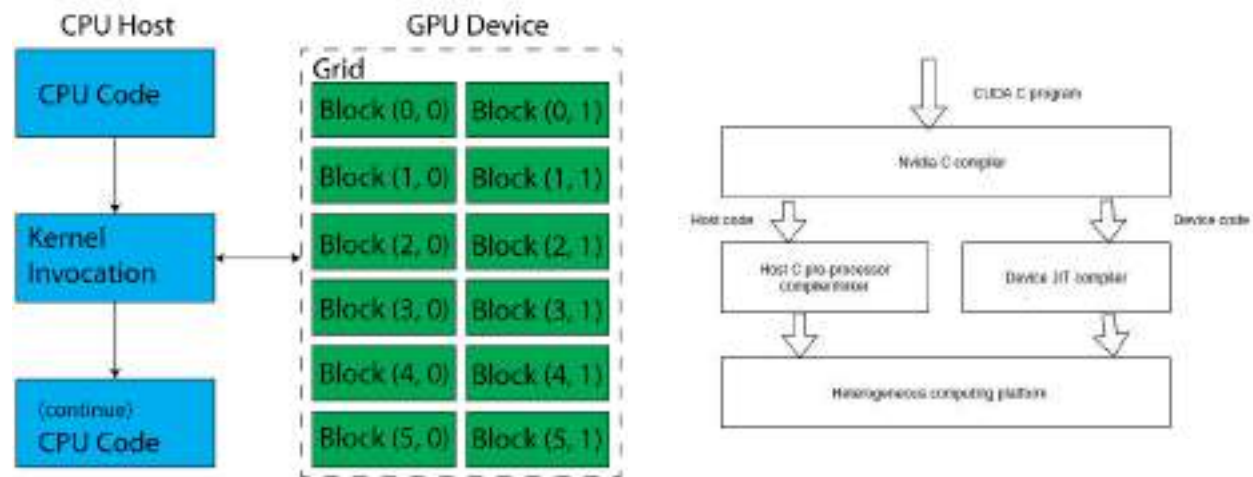 CPU Host
CPU Code
Kernel
Invocation
(continue)
CPU Code
GPU Device
Grid
Block (0, 0) Block (0, 1)
Block (1, 0) Block (1, 1)
Block (2, 0) Block (2, 1)
Block (3, 0) Block (3, 1)
Block (4, 0) Block (4, 1)
Block (5, 0) Block (5, 1)
CUDA C program
Nvidia C compiler
Host code
Device code
Host C pre-processor
compiler/linker
Device JIT compiler
Heterogeneous computing platform